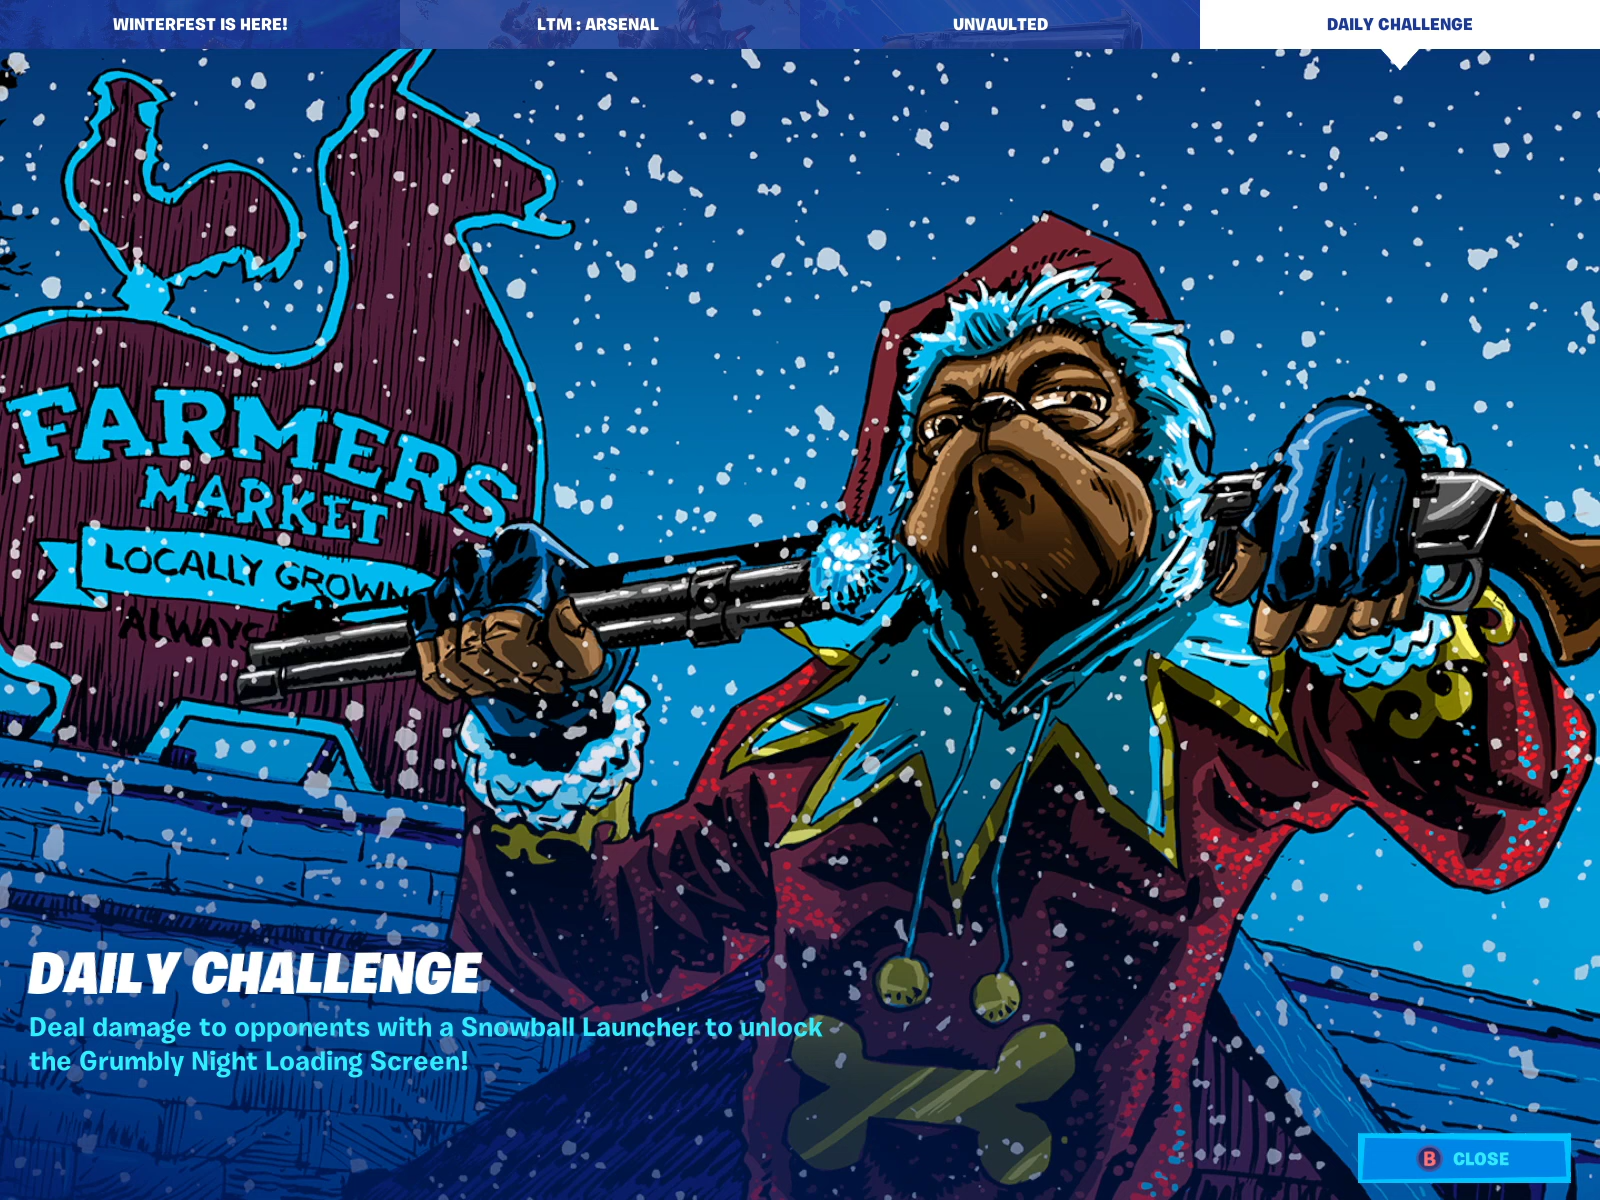 WINTERFEST IS HERE!
LTM : ARSENAL
UNVAULTED
DAILY CHALLENGE
FARMERS
MARKET
LOCALLY GROWN
ALWAYS
DAILY CHALLENGE
Deal damage to opponents with a Snowball Launcher to unlock
the Grumbly Night Loading Screen!
B CLOSE